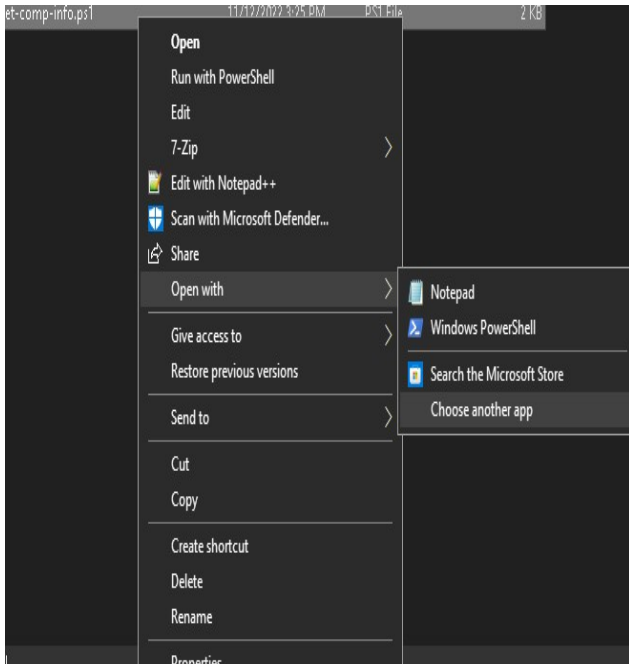 et-comp-info.ps1 11/12/2022 3:25 PM PS1 File 2 KB
Open
Run with PowerShell
Edit
7-Zip
Edit with Notepad++
Scan with Microsoft Defender...
Share
Open with
Notepad
Windows PowerShell
Search the Microsoft Store
Choose another app
Give access to
Restore previous versions
Send to
Cut
Copy
Create shortcut
Delete
Rename
Properties